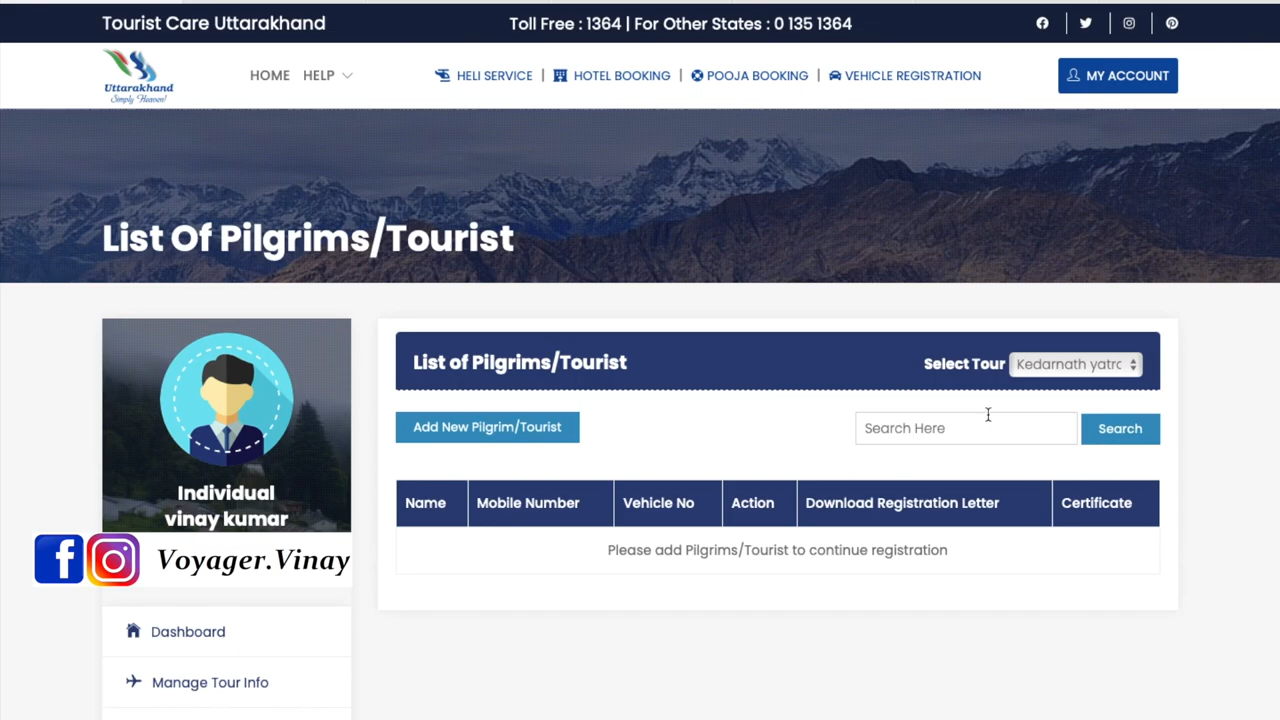 Tourist Care Uttarakhand
Toll Free : 1364 | For Other States : 0 135 1364
Uttarakhand
Simply Heaven!
HOME HELP
HELI SERVICE | HOTEL BOOKING | POOJA BOOKING | VEHICLE REGISTRATION
MY ACCOUNT
List Of Pilgrims/Tourist
Individual
vinay kumar
Voyager.Vinay
Dashboard
Manage Tour Info
List of Pilgrims/Tourist
Select Tour Kedarnath yatrc
Add New Pilgrim/Tourist
Search Here
Search
Name Mobile Number Vehicle No Action Download Registration Letter Certificate
Please add Pilgrims/Tourist to continue registration